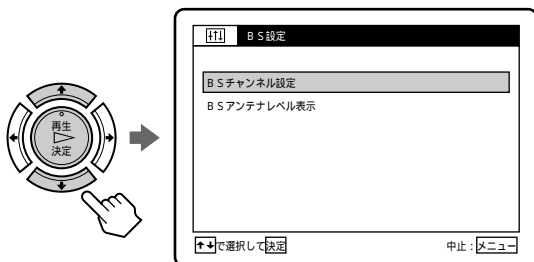 BS設定
BSチャンネル設定
BSアンテナレベル表示
再生
決定
↑↓で選択して決定
中止：メニュー